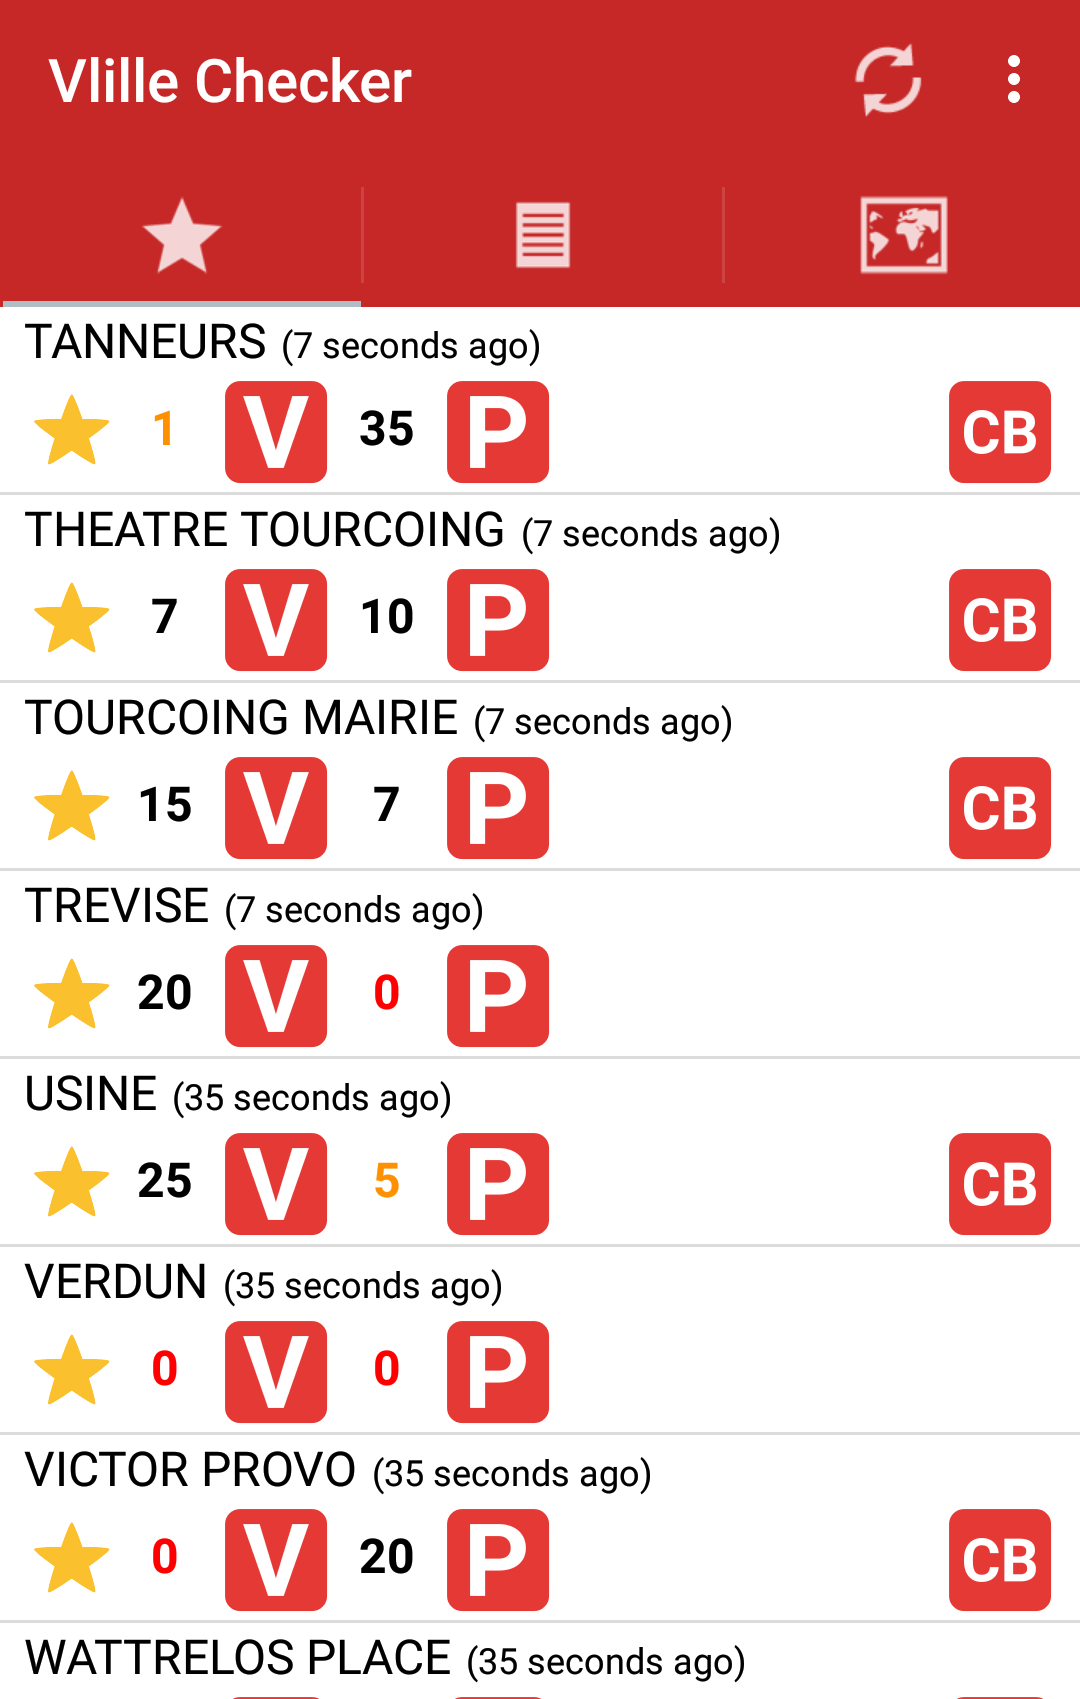 Vlille Checker
TANNEURS (7 seconds ago)
1 V 35 P CB
THEATRE TOURCOING (7 seconds ago)
7 V 10 P CB
TOURCOING MAIRIE (7 seconds ago)
15 V 7 P CB
TREVISE (7 seconds ago)
20 V 0 P
USINE (35 seconds ago)
25 V 5 P CB
VERDUN (35 seconds ago)
0 V 0 P
VICTOR PROVO (35 seconds ago)
0 V 20 P CB
WATTRELOS PLACE (35 seconds ago)